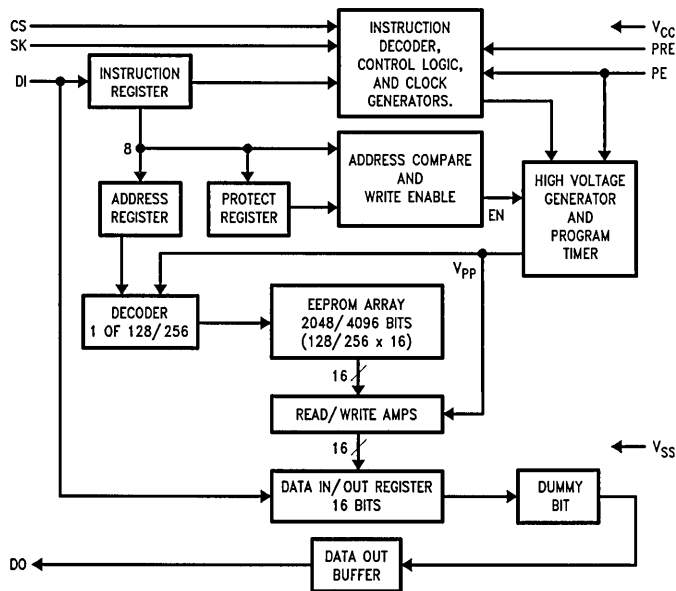 CS
SK
DI
INSTRUCTION
REGISTER
INSTRUCTION
DECODER,
CONTROL LOGIC,
AND CLOCK
GENERATORS.
VCC
PRE
PE
8
ADDRESS
REGISTER
PROTECT
REGISTER
ADDRESS COMPARE
AND
WRITE ENABLE
EN
HIGH VOLTAGE
GENERATOR
AND
PROGRAM
TIMER
VPP
DECODER
1 OF 128/256
EEPROM ARRAY
2048/4096 BITS
(128/256 x 16)
16
READ/WRITE AMPS
16
VSS
DATA IN/OUT REGISTER
16 BITS
DUMMY
BIT
DO
DATA OUT
BUFFER